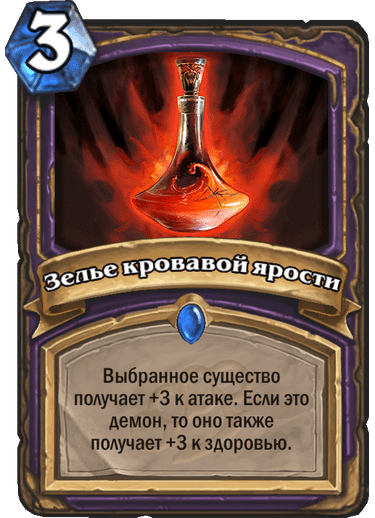 3
Зелье кровавой ярости
Выбранное существо
получает +3 к атаке. Если это
демон, то оно также
получает +3 к здоровью.